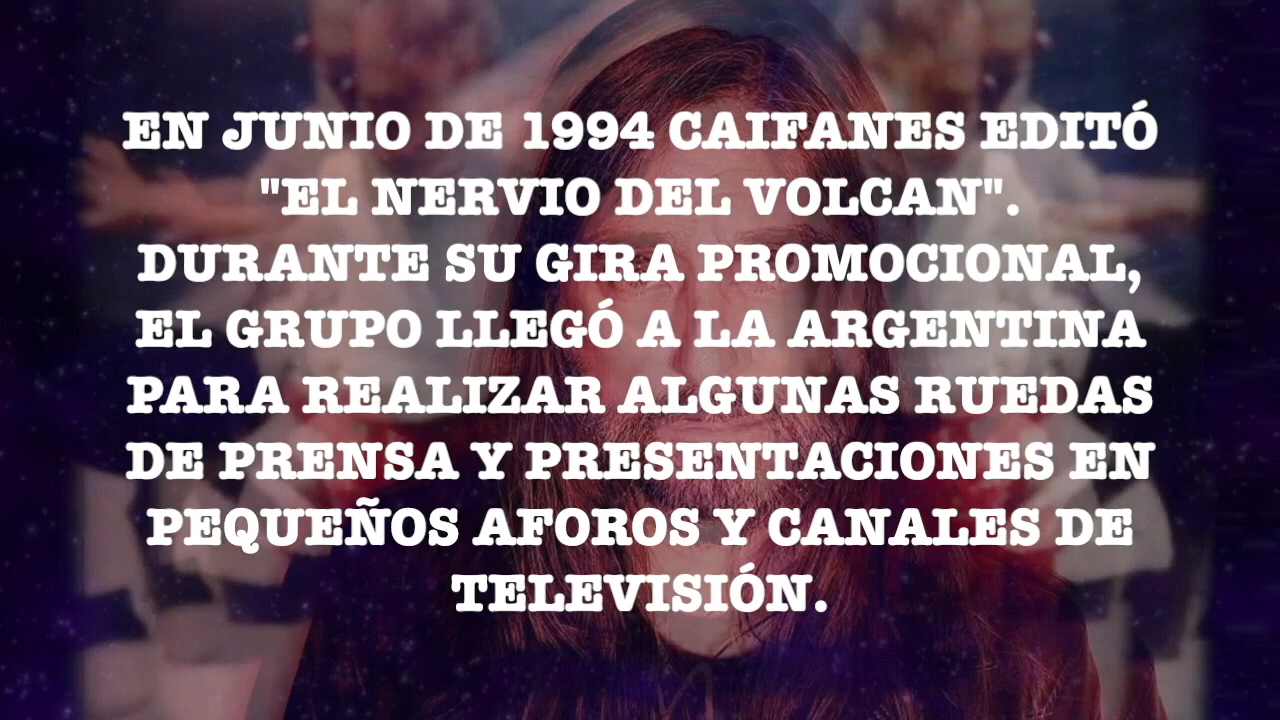 EN JUNIO DE 1994 CAIFANES EDITÓ
"EL NERVIO DEL VOLCAN".
DURANTE SU GIRA PROMOCIONAL,
EL GRUPO LLEGÓ A LA ARGENTINA
PARA REALIZAR ALGUNAS RUEDAS
DE PRENSA Y PRESENTACIONES EN
PEQUEÑOS AFOROS Y CANALES DE
TELEVISIÓN.